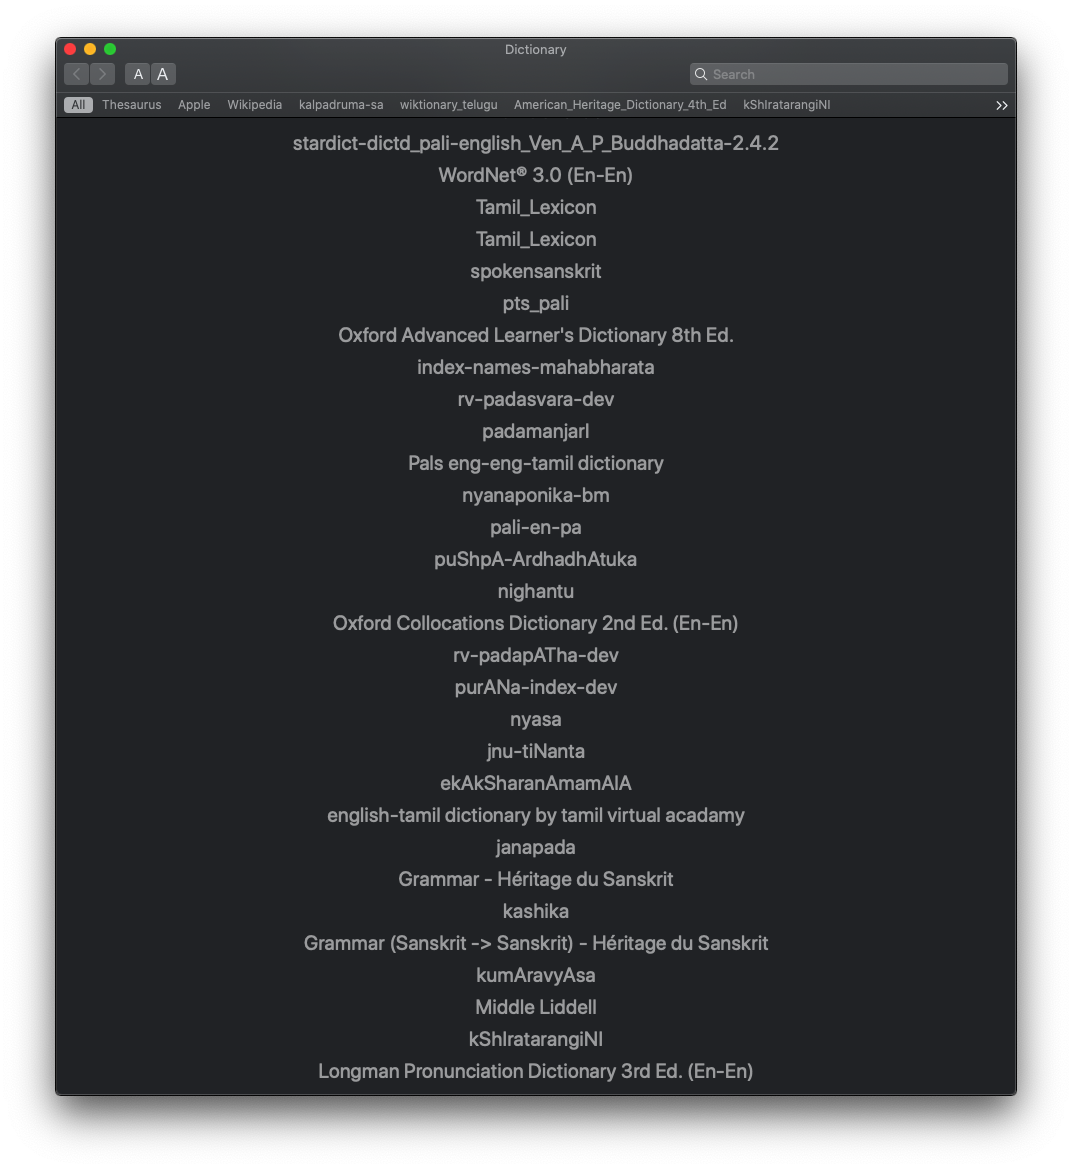 Dictionary
A A Search
All Thesaurus Apple Wikipedia kalpadruma-sa wiktionary_telugu American_Heritage_Dictionary_4th_Ed kShIratarangiNI
stardict-dictd_pali-english_Ven_A_P_Buddhadatta-2.4.2
WordNet® 3.0 (En-En)
Tamil_Lexicon
Tamil_Lexicon
spokensanskrit
pts_pali
Oxford Advanced Learner's Dictionary 8th Ed.
index-names-mahabharata
rv-padasvara-dev
padamanjarI
Pals eng-eng-tamil dictionary
nyanaponika-bm
pali-en-pa
puShpA-ArdhadhAtuka
nighantu
Oxford Collocations Dictionary 2nd Ed. (En-En)
rv-padapATha-dev
purANa-index-dev
nyasa
jnu-tiNanta
ekAkSharanAmamAlA
english-tamil dictionary by tamil virtual acadamy
janapada
Grammar - Héritage du Sanskrit
kashika
Grammar (Sanskrit -> Sanskrit) - Héritage du Sanskrit
kumAravyAsa
Middle Liddell
kShIratarangiNI
Longman Pronunciation Dictionary 3rd Ed. (En-En)